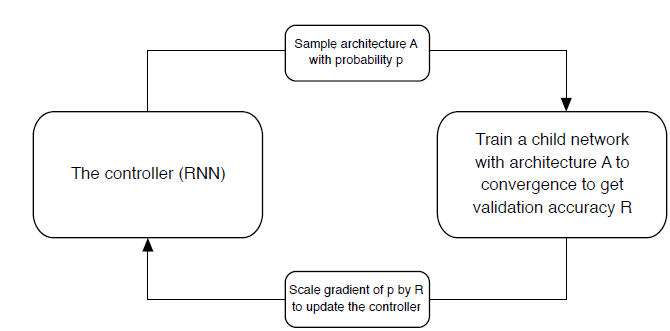 Sample architecture A
with probability p
The controller (RNN)
Train a child network
with architecture A to
convergence to get
validation accuracy R
Scale gradient of p by R
to update the controller